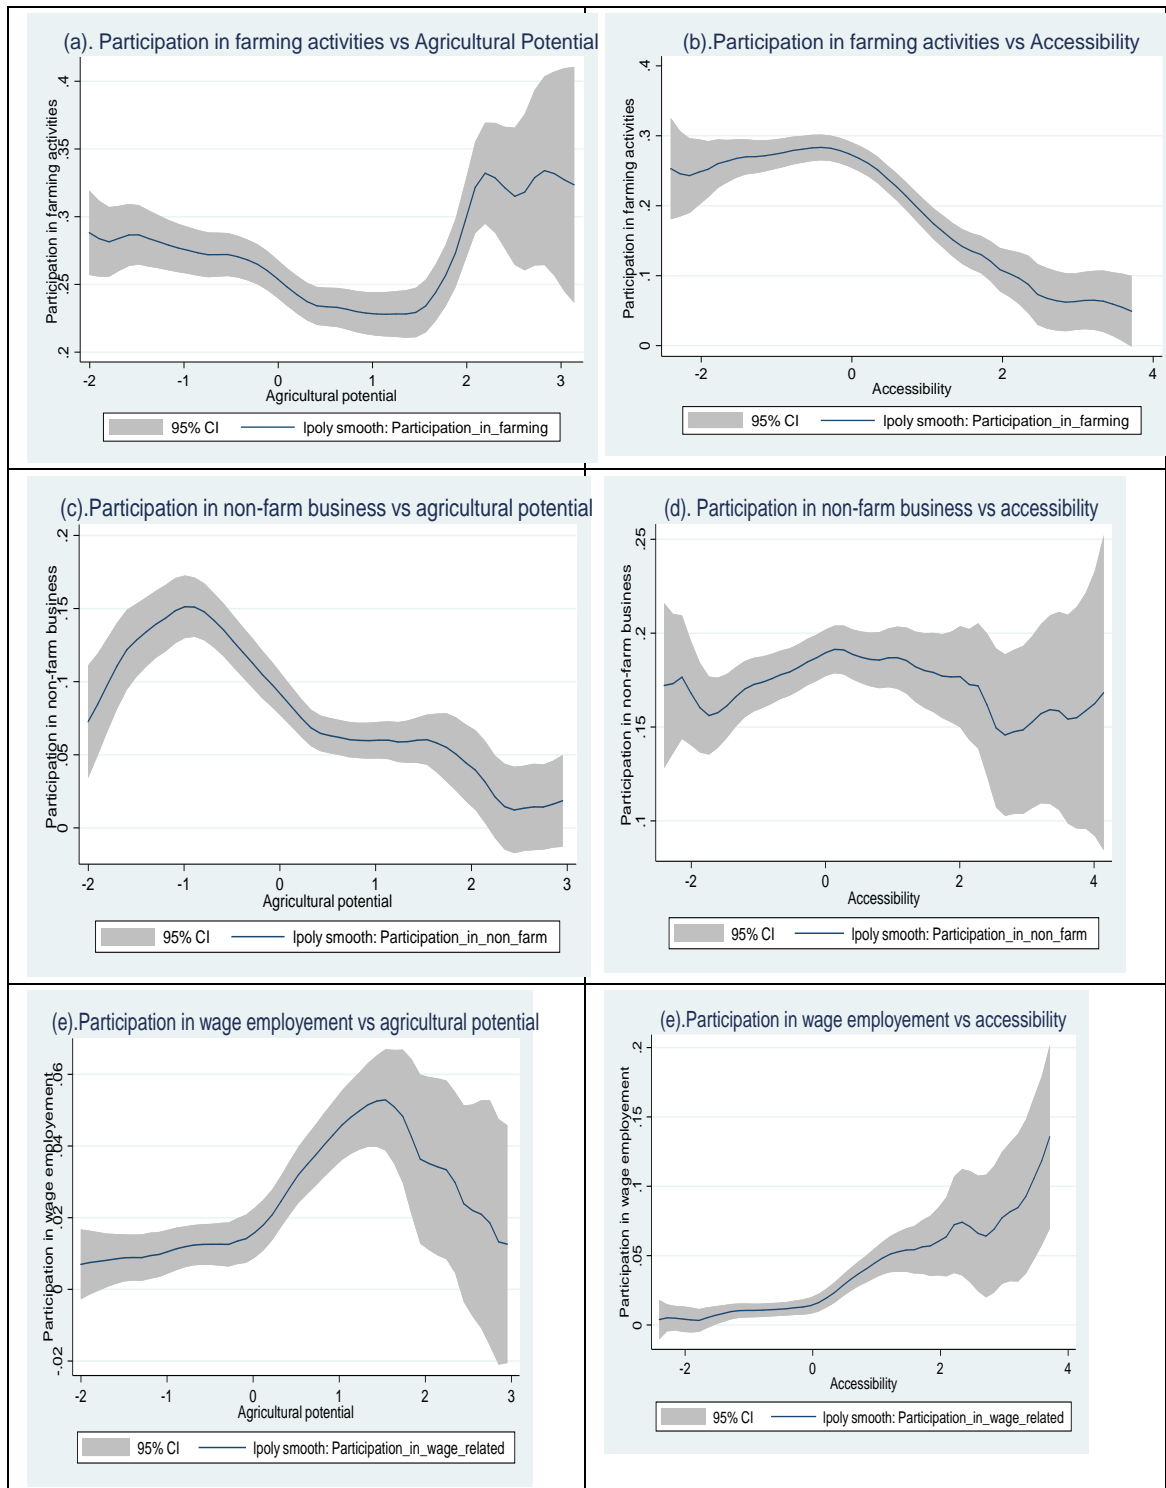 (a). Participation in farming activities vs Agricultural Potential
Participation in farming activities
.4
.35
.3
.25
.2
-2 -1 0 1 2 3
Agricultural potential
95% CI lpoly smooth: Participation_in_farming
(b).Participation in farming activities vs Accessibility
Participation in farming activities
.4
.3
.2
.1
0
-2 0 2 4
Accessibility
95% CI lpoly smooth: Participation_in_farming
(c).Participation in non-farm business vs agricultural potential
Participation in non-farm business
.2
.15
.1
.05
0
-2 -1 0 1 2 3
Agricultural potential
95% CI lpoly smooth: Participation_in_non_farm
(d). Participation in non-farm business vs accessibility
Participation in non-farm business
.25
.2
.15
.1
-2 0 2 4
Accessibility
95% CI lpoly smooth: Participation_in_non_farm
(e).Participation in wage employement vs agricultural potential
Participation in wage employement
.06
.04
.02
0
-.02
-2 -1 0 1 2 3
Agricultural potential
95% CI lpoly smooth: Participation_in_wage_related
(e).Participation in wage employement vs accessibility
Participation in wage employement
.2
.15
.1
.05
0
-2 0 2 4
Accessibility
95% CI lpoly smooth: Participation_in_wage_related